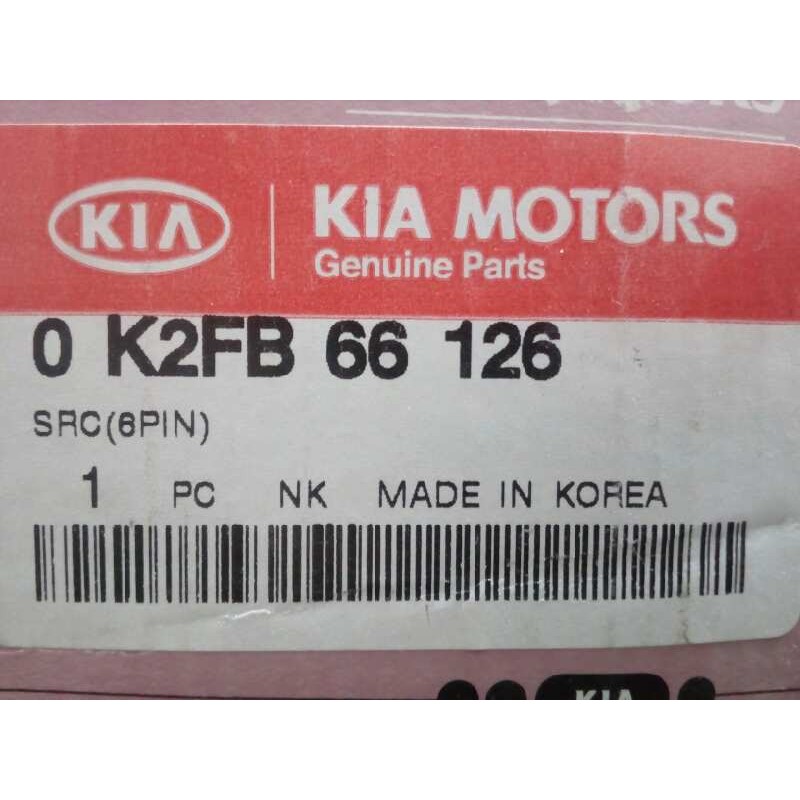 KIA
KIA MOTORS
Genuine Parts
0 K2FB 66 126
SRC(6PIN)
1 PC NK MADE IN KOREA
KIA